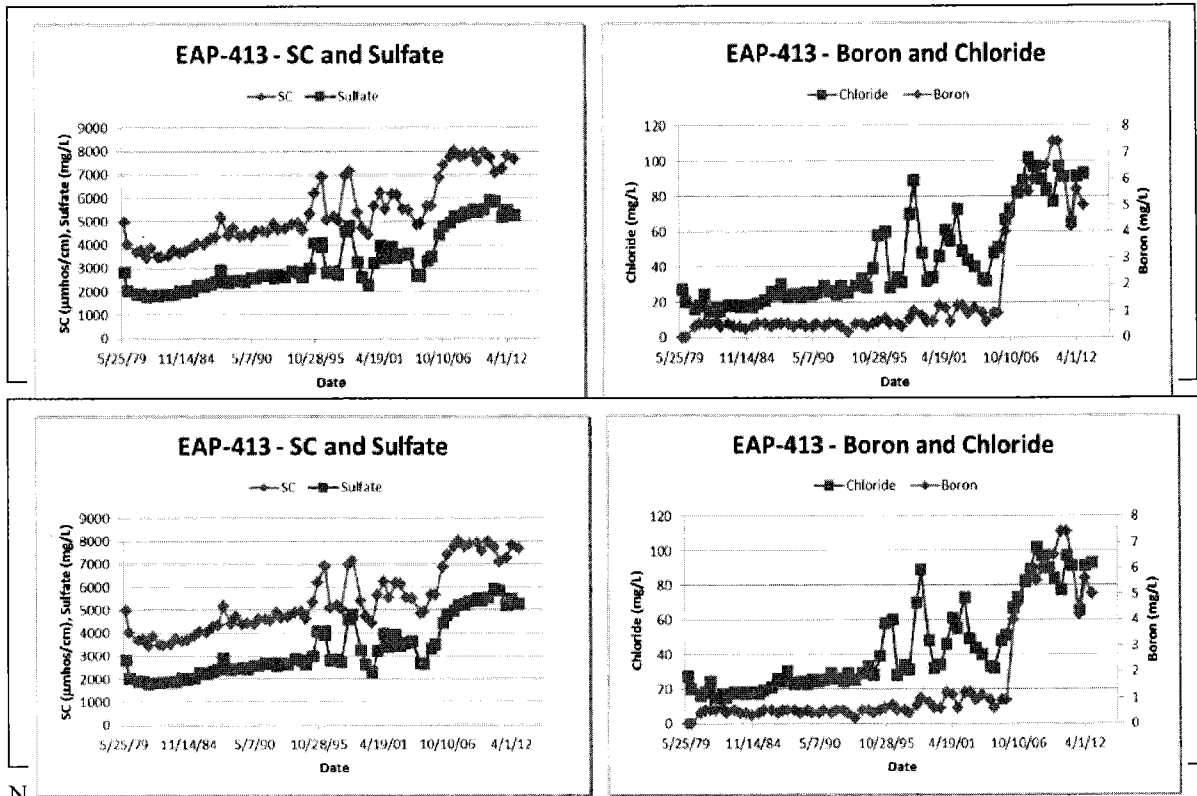 EAP-413 - SC and Sulfate
SC Sulfate
SC (µmhos/cm), Sulfate (mg/L)
9000
8000
7000
6000
5000
4000
3000
2000
1000
0
5/25/79 11/14/84 5/7/90 10/28/95 4/19/01 10/10/06 4/1/12
Date
EAP-413 - Boron and Chloride
Chloride Boron
Chloride (mg/L)
120
100
80
60
40
20
0
8
7
6
5
4
3
2
1
0
Boron (mg/L)
5/25/79 11/14/84 5/7/90 10/28/95 4/19/01 10/10/06 4/1/12
Date
EAP-413 - SC and Sulfate
SC Sulfate
SC (µmhos/cm), Sulfate (mg/L)
9000
8000
7000
6000
5000
4000
3000
2000
1000
0
5/25/79 11/14/84 5/7/90 10/28/95 4/19/01 10/10/06 4/1/12
Date
EAP-413 - Boron and Chloride
Chloride Boron
Chloride (mg/L)
120
100
80
60
40
20
0
8
7
6
5
4
3
2
1
0
Boron (mg/L)
5/25/79 11/14/84 5/7/90 10/28/95 4/19/01 10/10/06 4/1/12
Date
N